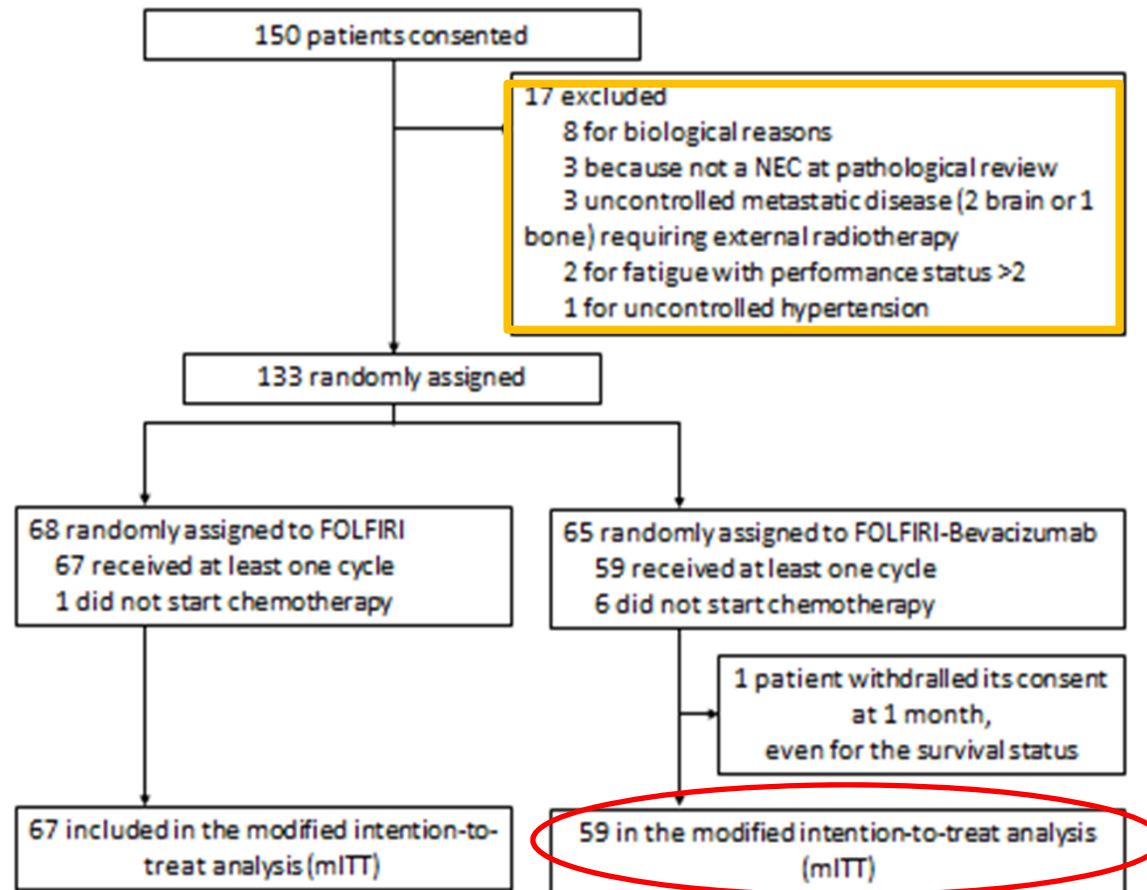 150 patients consented
17 excluded
8 for biological reasons
3 because not a NEC at pathological review
3 uncontrolled metastatic disease (2 brain or 1
bone) requiring external radiotherapy
2 for fatigue with performance status >2
1 for uncontrolled hypertension
133 randomly assigned
68 randomly assigned to FOLFIRI
67 received at least one cycle
1 did not start chemotherapy
65 randomly assigned to FOLFIRI-Bevacizumab
59 received at least one cycle
6 did not start chemotherapy
1 patient withdralled its consent
at 1 month,
even for the survival status
67 included in the modified intention-to-
treat analysis (mITT)
59 in the modified intention-to-treat analysis
(mITT)